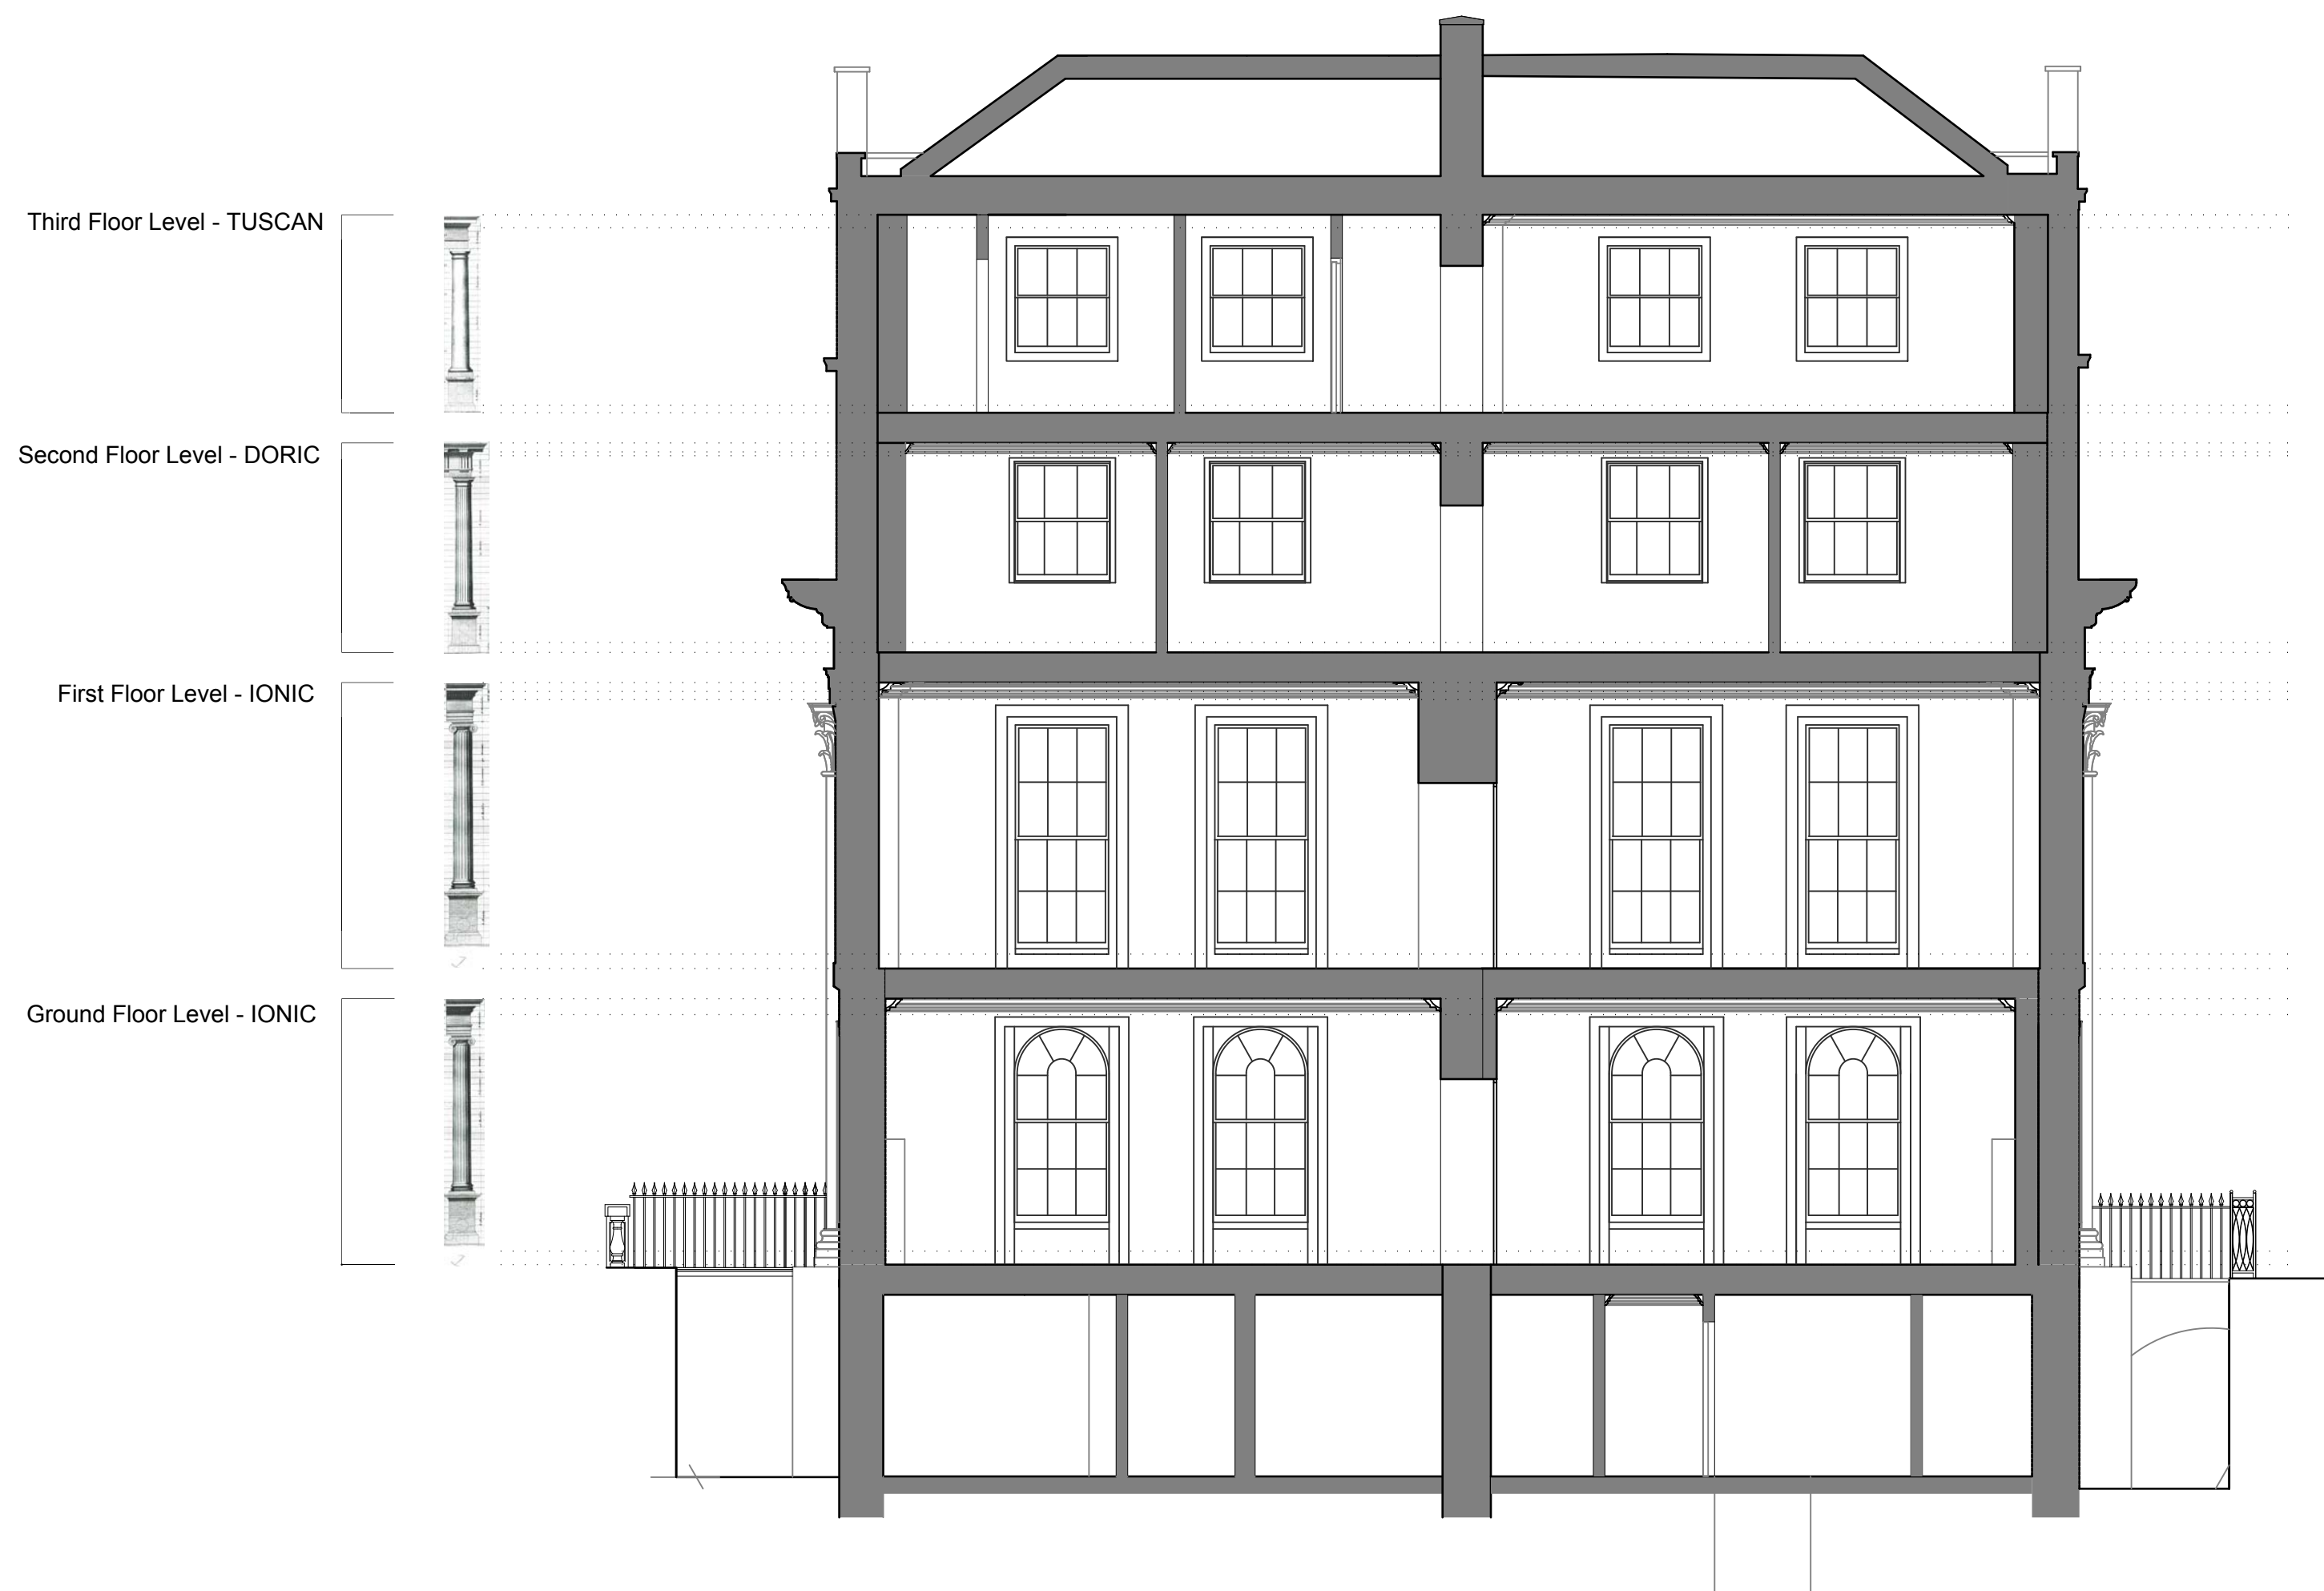 Third Floor Level - TUSCAN
Second Floor Level - DORIC
First Floor Level - IONIC
Ground Floor Level - IONIC